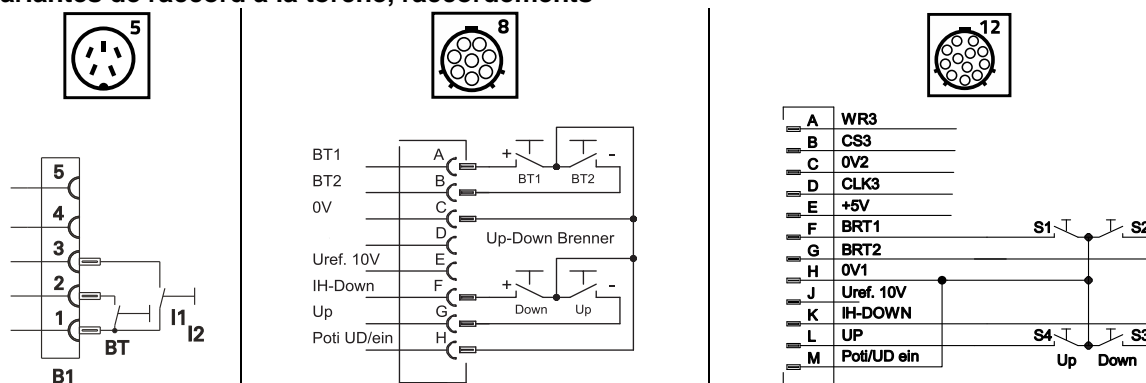 variantes de raccord à la torche, raccordements
5
5
4
3
2
1
BT
I1
I2
B1
8
BT1
BT2
0V
Uref. 10V
IH-Down
Up
Poti UD/ein
A
B
C
D
E
F
G
H
+
-
BT1
BT2
Up-Down Brenner
+
-
Down
Up
12
A WR3
B CS3
C 0V2
D CLK3
E +5V
F BRT1
G BRT2
H 0V1
J Uref. 10V
K IH-DOWN
L UP
M Poti/UD ein
S1
S2
S4
S3
Up
Down